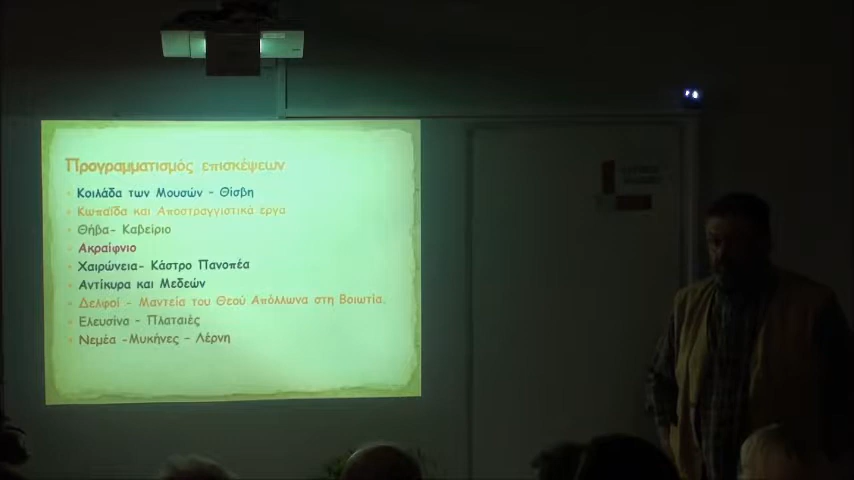 Προγραμματισμός επισκέψεων
Κοιλάδα των Μουσών - Θίσβη
Κωπαΐδα και Αποστραγγιστικά εργα
Θήβα- Καβείριο
Ακραίφνιο
Χαιρώνεια- Κάστρο Πανοπέα
Αντίκυρα και Μεδεών
Δελφοί - Μαντεία του Θεού Απόλλωνα στη Βοιωτία.
Ελευσίνα - Πλαταιές
Νεμέα -Μυκήνες - Λέρνη